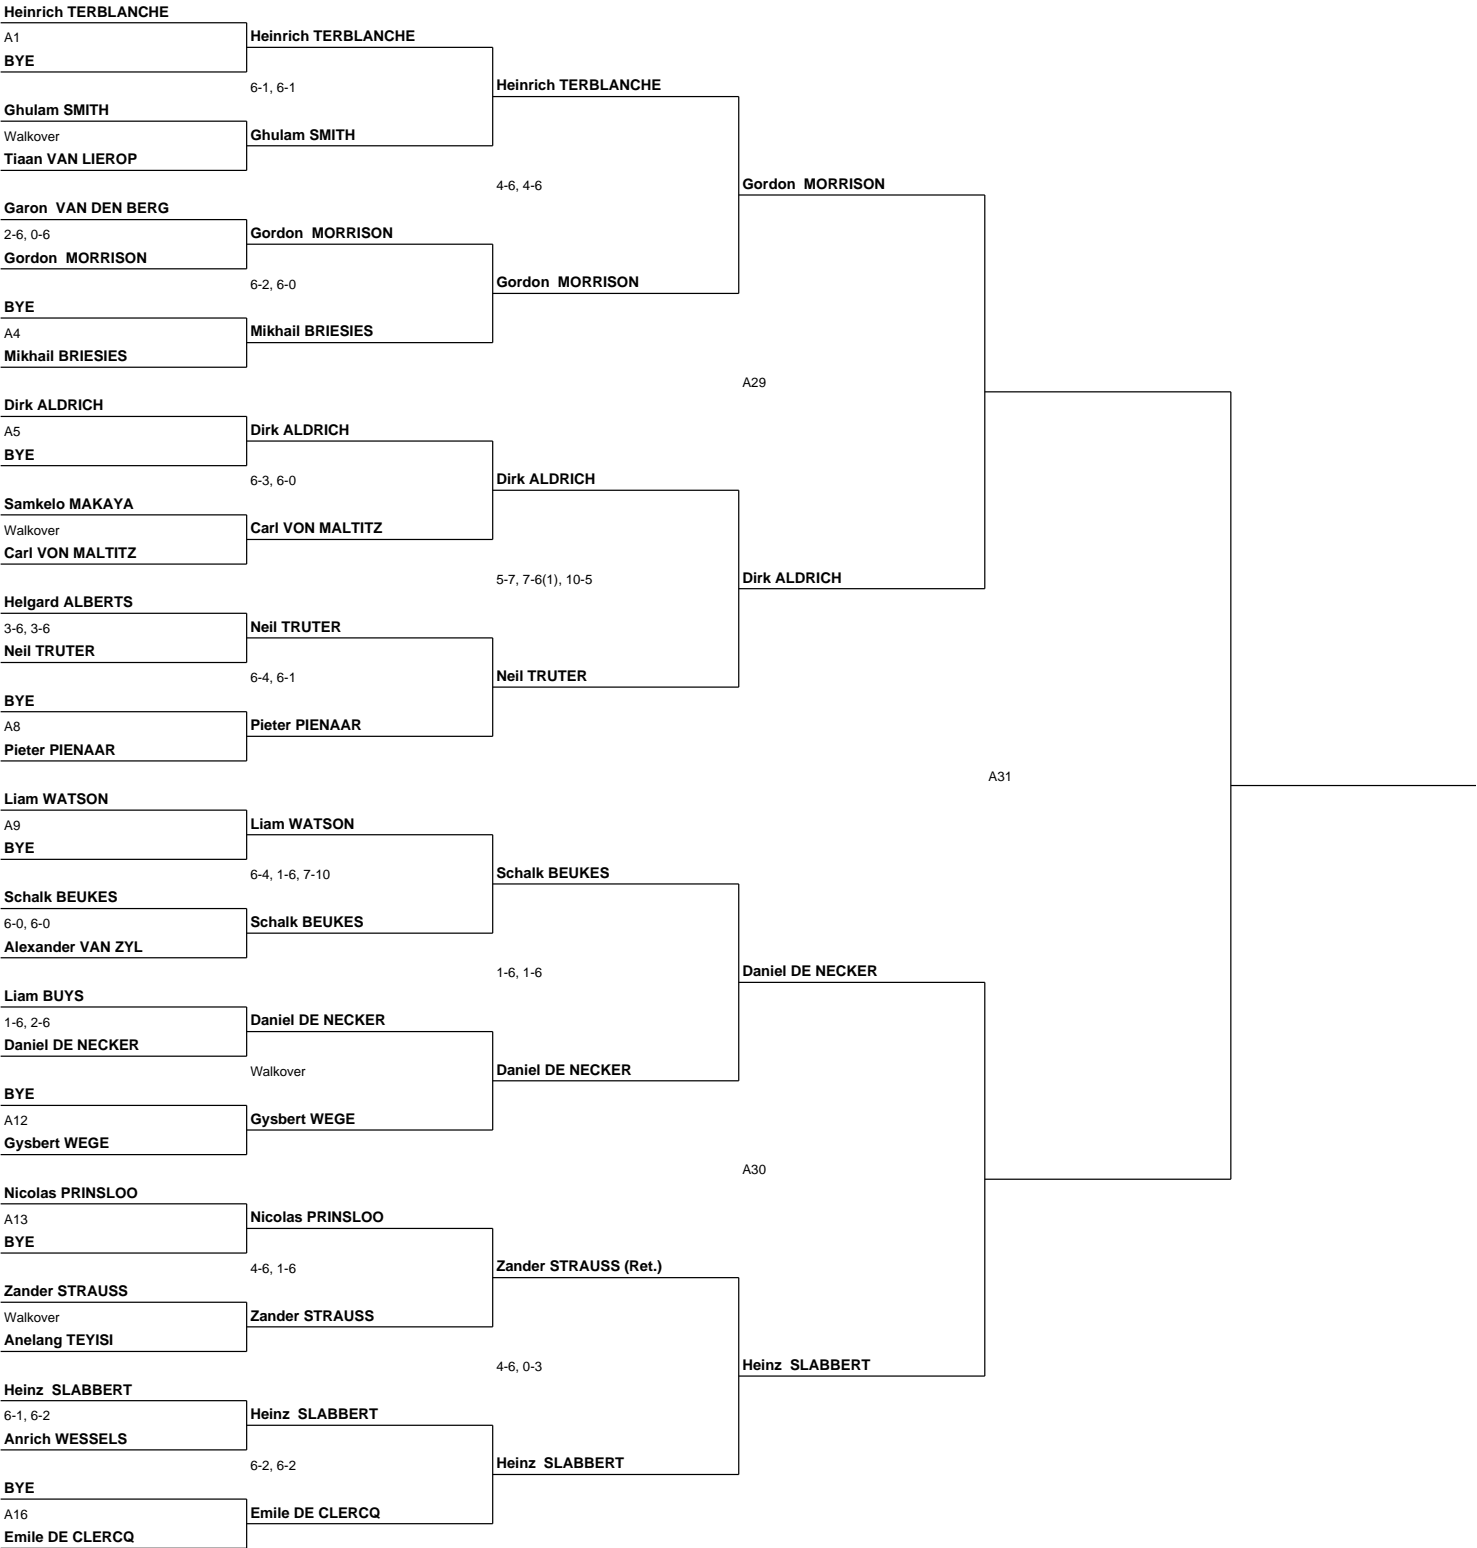 Heinrich TERBLANCHE
A1
BYE
Ghulam SMITH
Walkover
Tiaan VAN LIEROP
Garon  VAN DEN BERG
2-6, 0-6
Gordon  MORRISON
BYE
A4
Mikhail BRIESIES
Dirk ALDRICH
A5
BYE
Samkelo MAKAYA
Walkover
Carl VON MALTITZ
Helgard ALBERTS
3-6, 3-6
Neil TRUTER
BYE
A8
Pieter PIENAAR
Liam WATSON
A9
BYE
Schalk BEUKES
6-0, 6-0
Alexander VAN ZYL
Liam BUYS
1-6, 2-6
Daniel DE NECKER
BYE
A12
Gysbert WEGE
Nicolas PRINSLOO
A13
BYE
Zander STRAUSS
Walkover
Anelang TEYISI
Heinz  SLABBERT
6-1, 6-2
Anrich WESSELS
BYE
A16
Emile DE CLERCQ
Heinrich TERBLANCHE
6-1, 6-1
Ghulam SMITH
Gordon  MORRISON
6-2, 6-0
Mikhail BRIESIES
Dirk ALDRICH
6-3, 6-0
Carl VON MALTITZ
Neil TRUTER
6-4, 6-1
Pieter PIENAAR
Liam WATSON
6-4, 1-6, 7-10
Schalk BEUKES
Daniel DE NECKER
Walkover
Gysbert WEGE
Nicolas PRINSLOO
4-6, 1-6
Zander STRAUSS
Heinz  SLABBERT
6-2, 6-2
Emile DE CLERCQ
Heinrich TERBLANCHE
4-6, 4-6
Gordon  MORRISON
Dirk ALDRICH
5-7, 7-6(1), 10-5
Neil TRUTER
Schalk BEUKES
1-6, 1-6
Daniel DE NECKER
Zander STRAUSS (Ret.)
4-6, 0-3
Heinz  SLABBERT
Gordon  MORRISON
A29
Dirk ALDRICH
Daniel DE NECKER
A30
Heinz  SLABBERT
A31